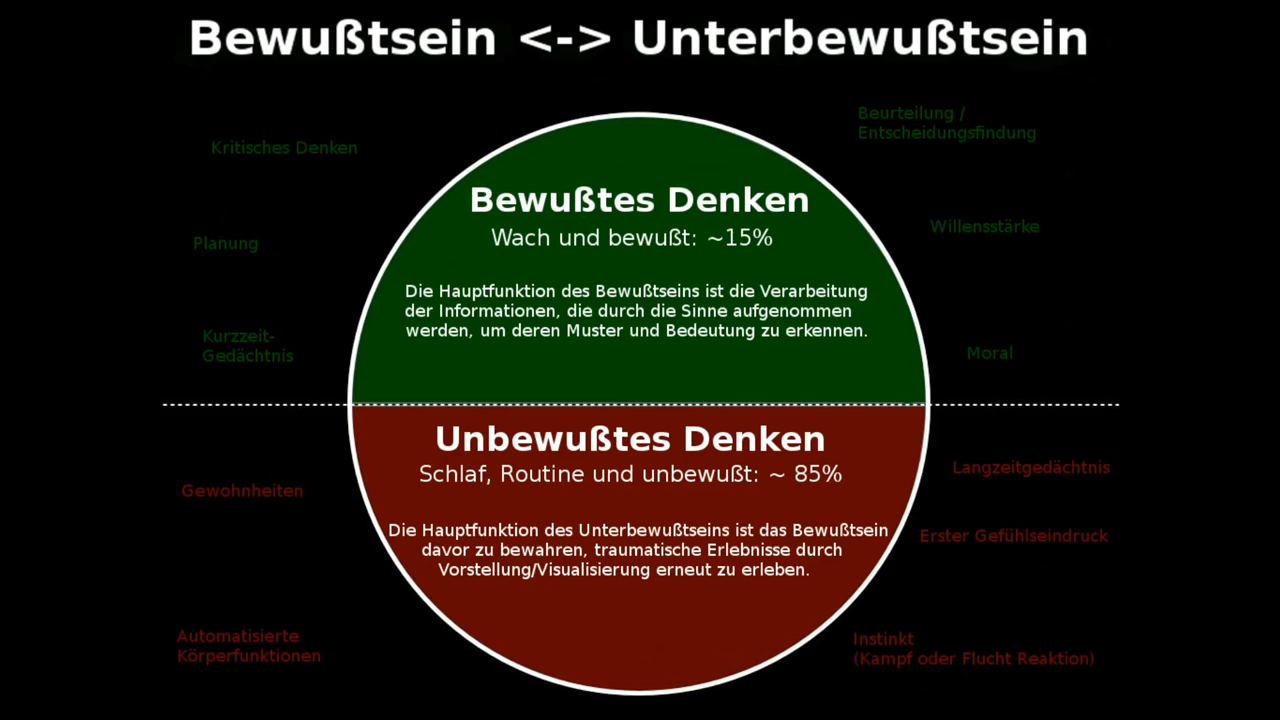 Bewußtsein <-> Unterbewußtsein
Beurteilung /
Entscheidungsfindung
Kritisches Denken
Bewußtes Denken
Wach und bewußt: ~15%
Willensstärke
Planung
Die Hauptfunktion des Bewußtseins ist die Verarbeitung
der Informationen, die durch die Sinne aufgenommen
werden, um deren Muster und Bedeutung zu erkennen.
Kurzzeit-
Gedächtnis
Moral
Unbewußtes Denken
Schlaf, Routine und unbewußt: ~ 85%
Langzeitgedächtnis
Gewohnheiten
Die Hauptfunktion des Unterbewußtseins ist das Bewußtsein
davor zu bewahren, traumatische Erlebnisse durch
Vorstellung/Visualisierung erneut zu erleben.
Erster Gefühlseindruck
Automatisierte
Körperfunktionen
Instinkt
(Kampf oder Flucht Reaktion)